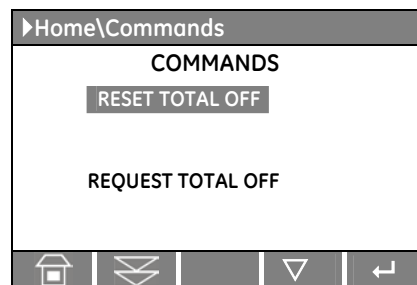 Home\Commands
COMMANDS
RESET TOTAL OFF
REQUEST TOTAL OFF